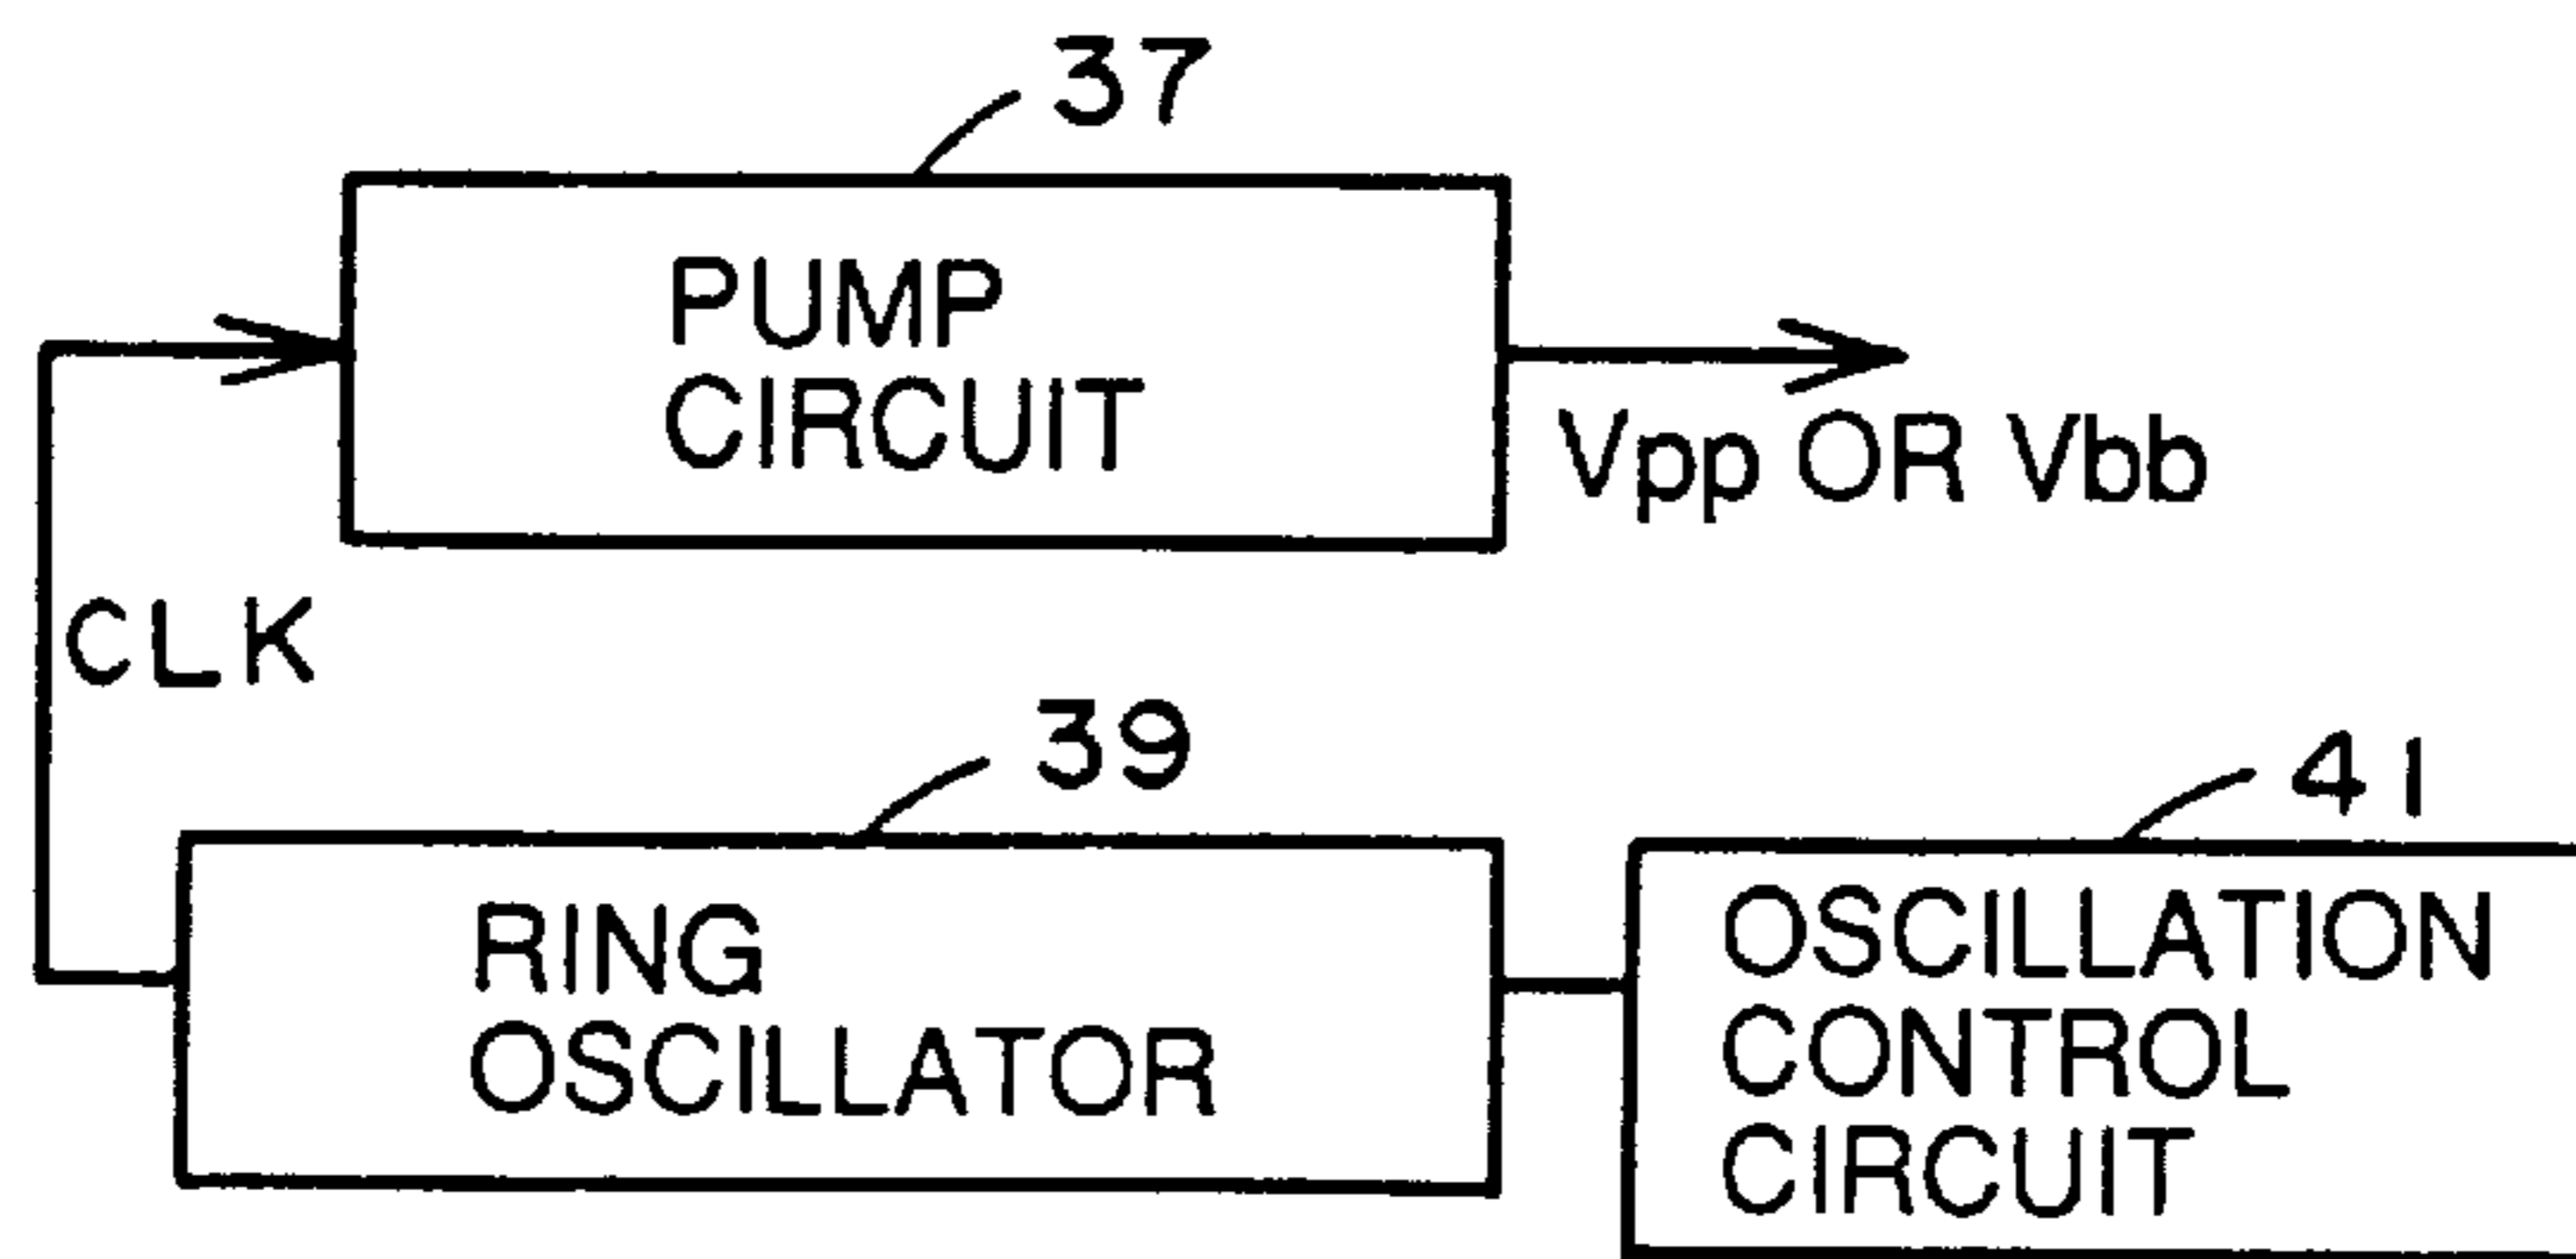 37
PUMP
CIRCUIT
Vpp OR Vbb
CLK
39
RING
OSCILLATOR
41
OSCILLATION
CONTROL
CIRCUIT